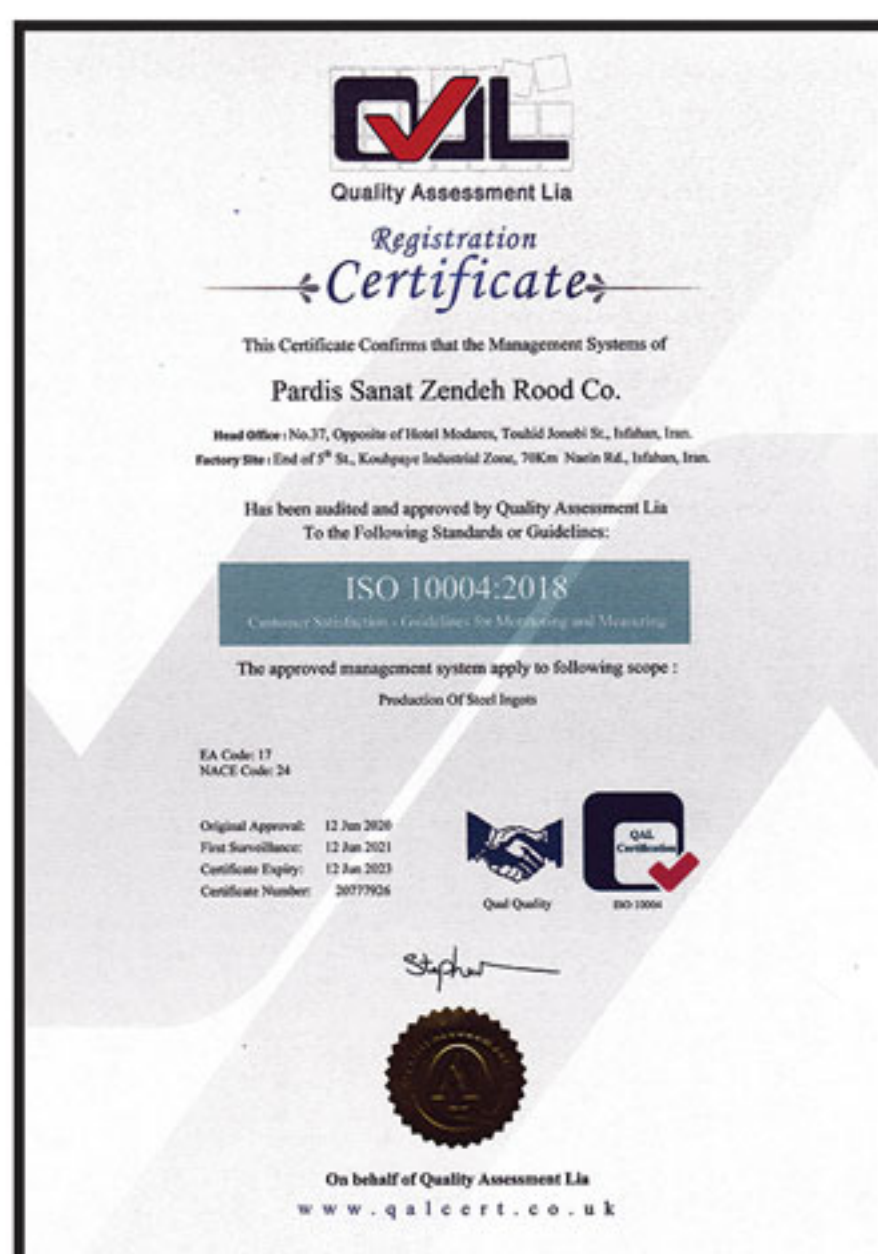 QAL
Quality Assessment Lia
Registration
Certificate
This Certificate Confirms that the Management Systems of
Pardis Sanat Zendeh Rood Co.
Head Office : No.37, Opposite of Hotel Modares, Touhid Jonobi St., Isfahan, Iran.
Factory Site : End of 5th St., Kouhpaye Industrial Zone, 70Km Naein Rd., Isfahan, Iran.
Has been audited and approved by Quality Assessment Lia
To the Following Standards or Guidelines:
ISO 10004:2018
Customer Satisfaction - Guidelines for Monitoring and Measuring
The approved management system apply to following scope :
Production Of Steel Ingots
EA Code: 17
NACE Code: 24
Original Approval: 12 Jun 2020
First Surveillance: 12 Jun 2021
Certificate Expiry: 12 Jun 2023
Certificate Number: 20777926
Qual Quality
QAL
Certification
ISO 10004
Stephen
On behalf of Quality Assessment Lia
www.qalcert.co.uk